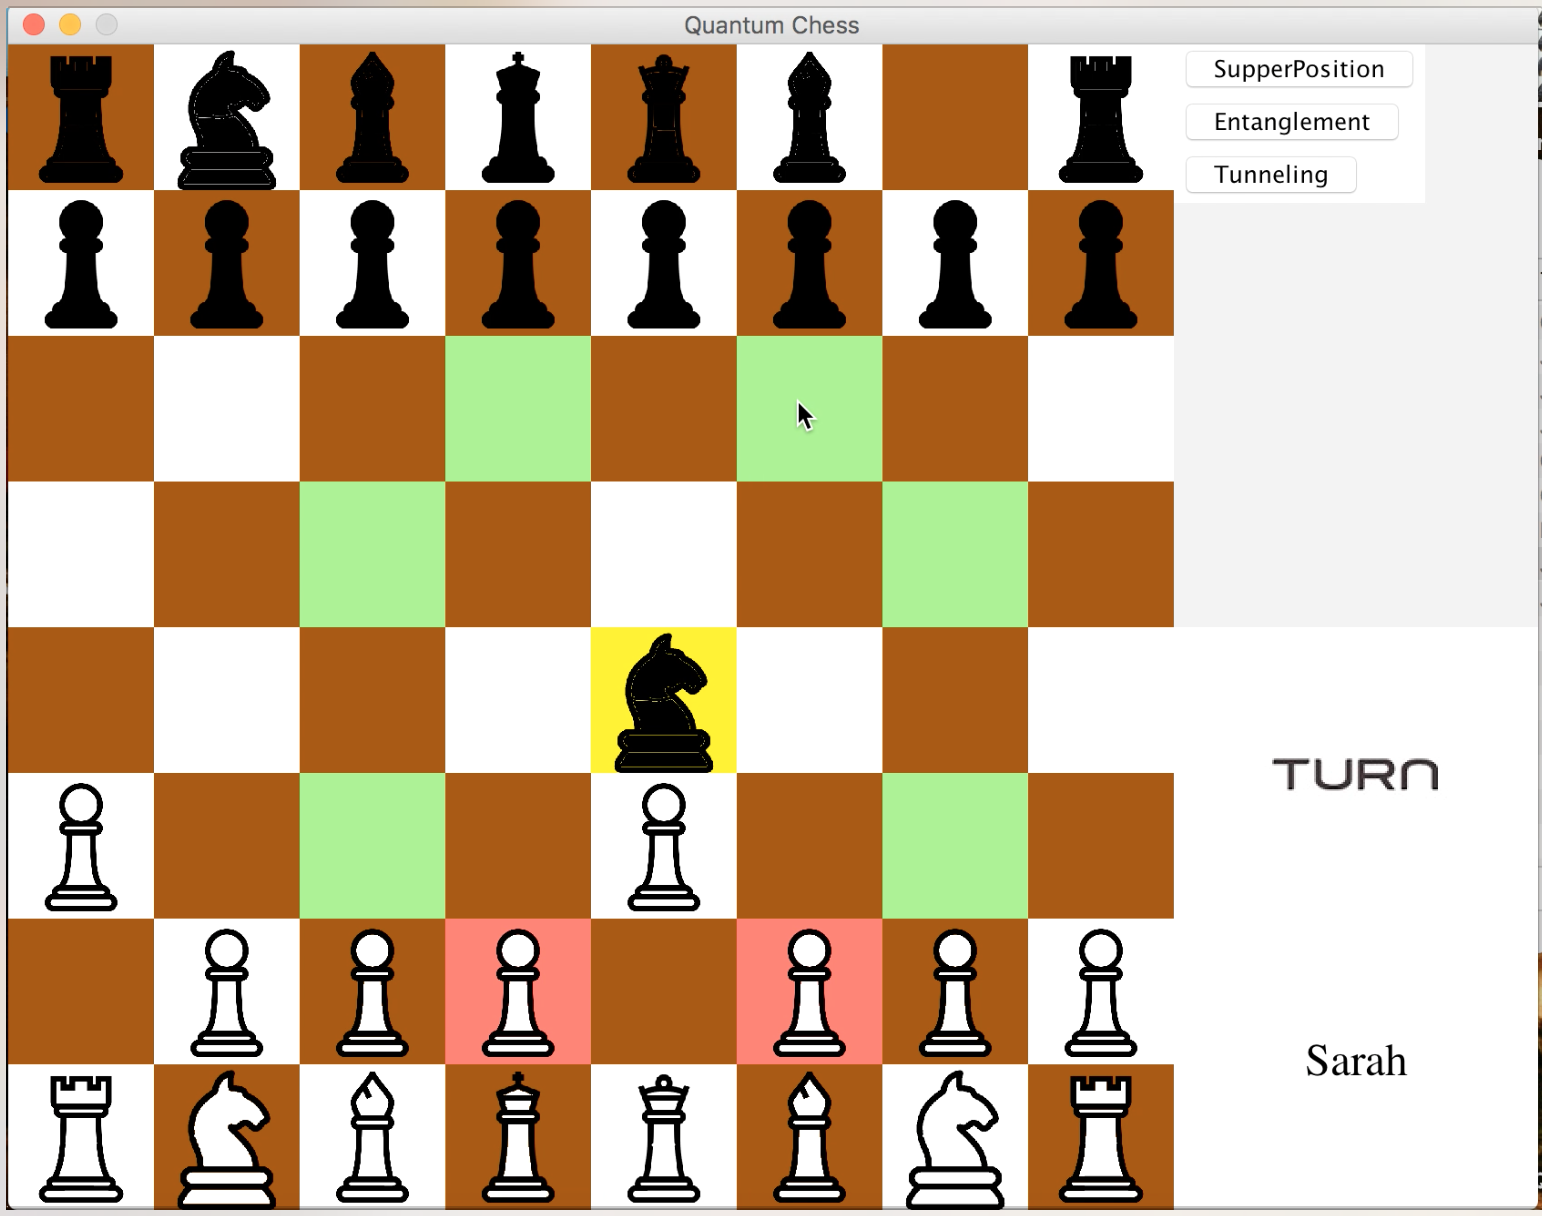 Quantum Chess
SupperPosition
Entanglement
Tunneling
TURN
Sarah